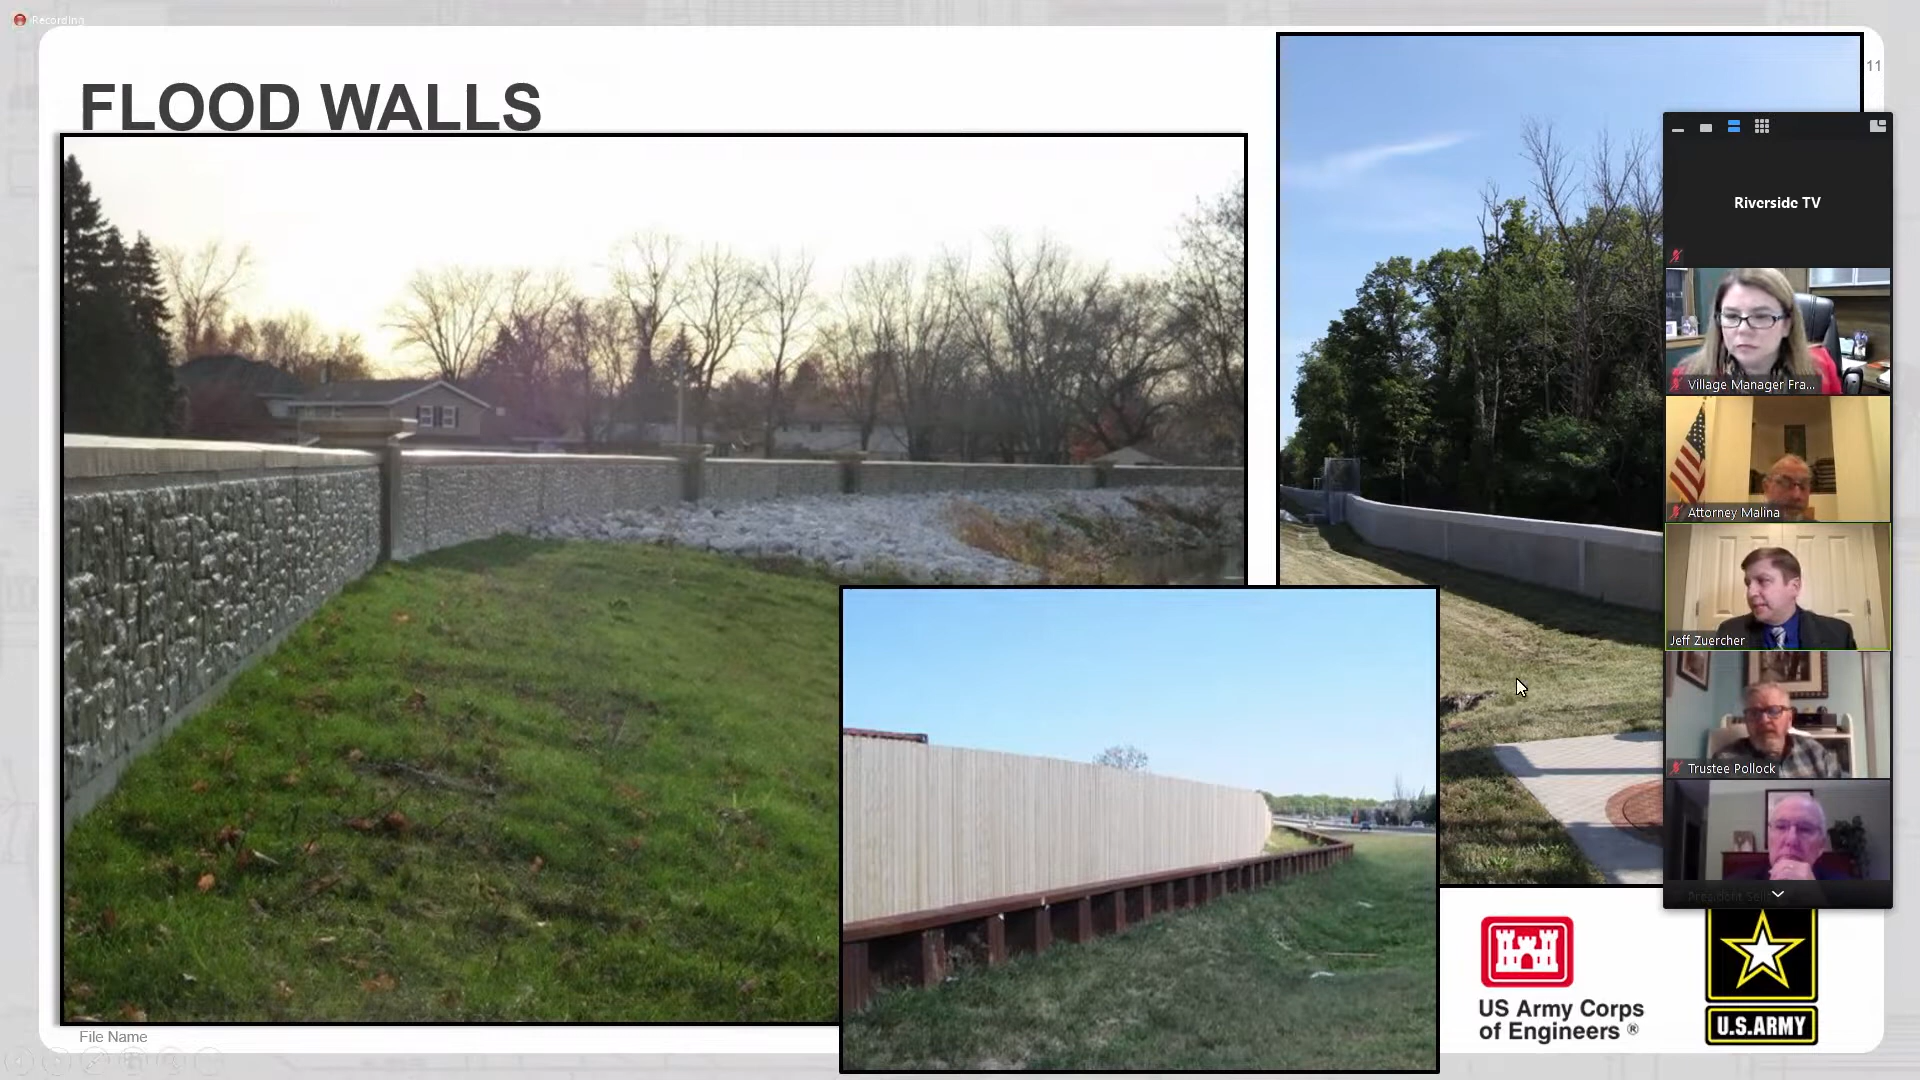 Recording
FLOOD WALLS
11
Riverside TV
Village Manager Fra...
Attorney Malina
Jeff Zuercher
Trustee Pollock
US Army Corps
of Engineers ®
U.S.ARMY
File Name